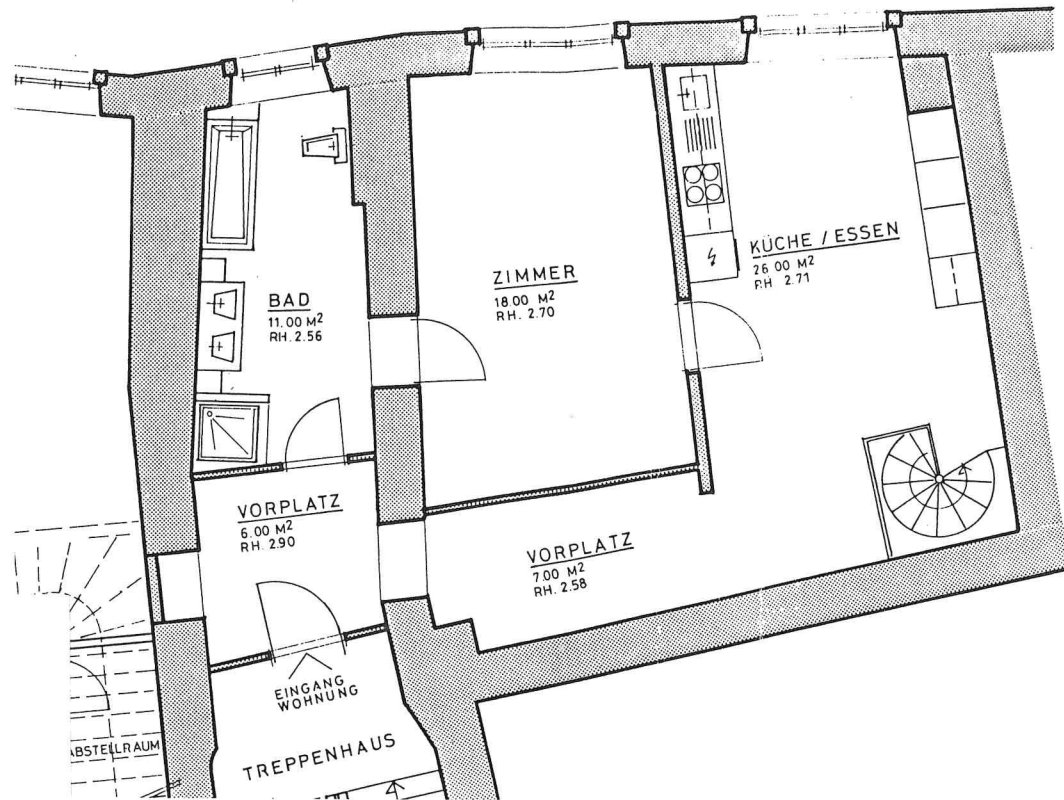 KÜCHE / ESSEN
26 00 M²
RH 2.71
ZIMMER
18.00 M²
RH. 2.70
BAD
11.00 M²
RH. 2.56
VORPLATZ
6.00 M²
RH. 2.90
VORPLATZ
7.00 M²
RH. 2.58
EINGANG
WOHNUNG
ABSTELLRAUM
TREPPENHAUS